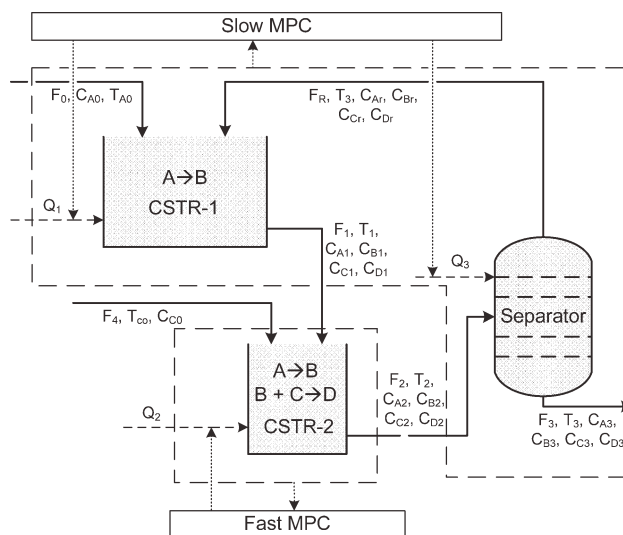 Slow MPC
F0, CA0, TA0
FR, T3, CAr, CBr,
CCr, CDr
A→B
CSTR-1
Q1
F1, T1,
CA1, CB1,
CC1, CD1
Q3
Separator
F4, Tco, CC0
A→B
B + C→D
CSTR-2
Q2
F2, T2,
CA2, CB2,
CC2, CD2
F3, T3, CA3,
CB3, CC3, CD3
Fast MPC